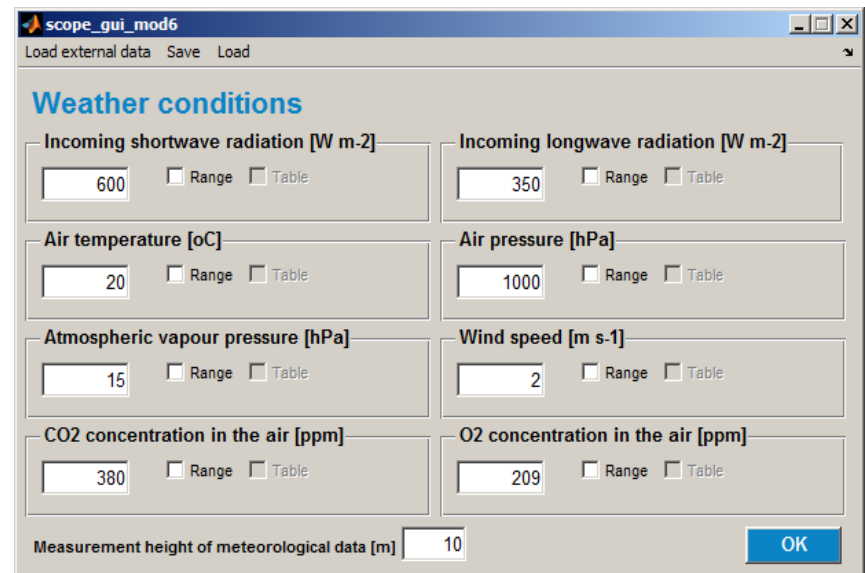 scope_gui_mod6
Load external data Save Load
Weather conditions
Incoming shortwave radiation [W m-2]
600 Range Table
Incoming longwave radiation [W m-2]
350 Range Table
Air temperature [oC]
20 Range Table
Air pressure [hPa]
1000 Range Table
Atmospheric vapour pressure [hPa]
15 Range Table
Wind speed [m s-1]
2 Range Table
CO2 concentration in the air [ppm]
380 Range Table
O2 concentration in the air [ppm]
209 Range Table
Measurement height of meteorological data [m] 10
OK